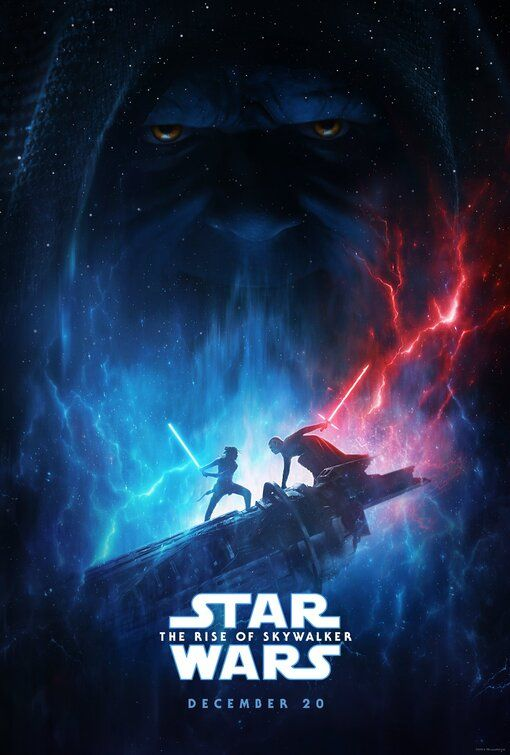 STAR
THE RISE OF SKYWALKER
WARS
DECEMBER 20